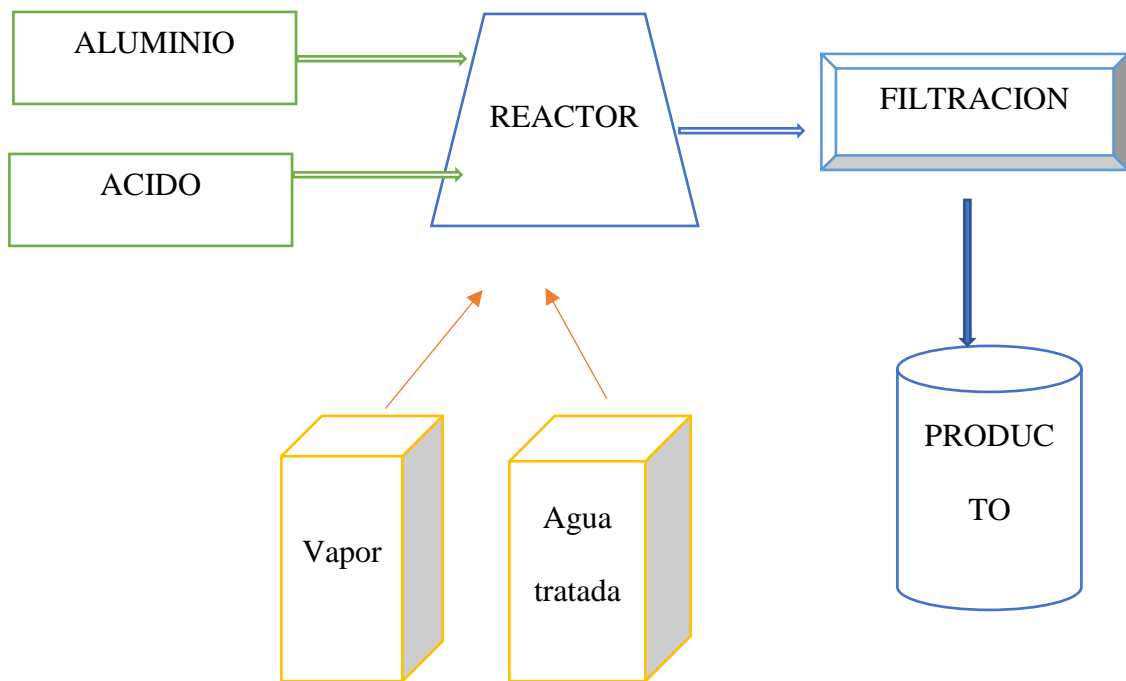 ALUMINIO
ACIDO
REACTOR
FILTRACION
Vapor
Agua
tratada
PRODUC
TO